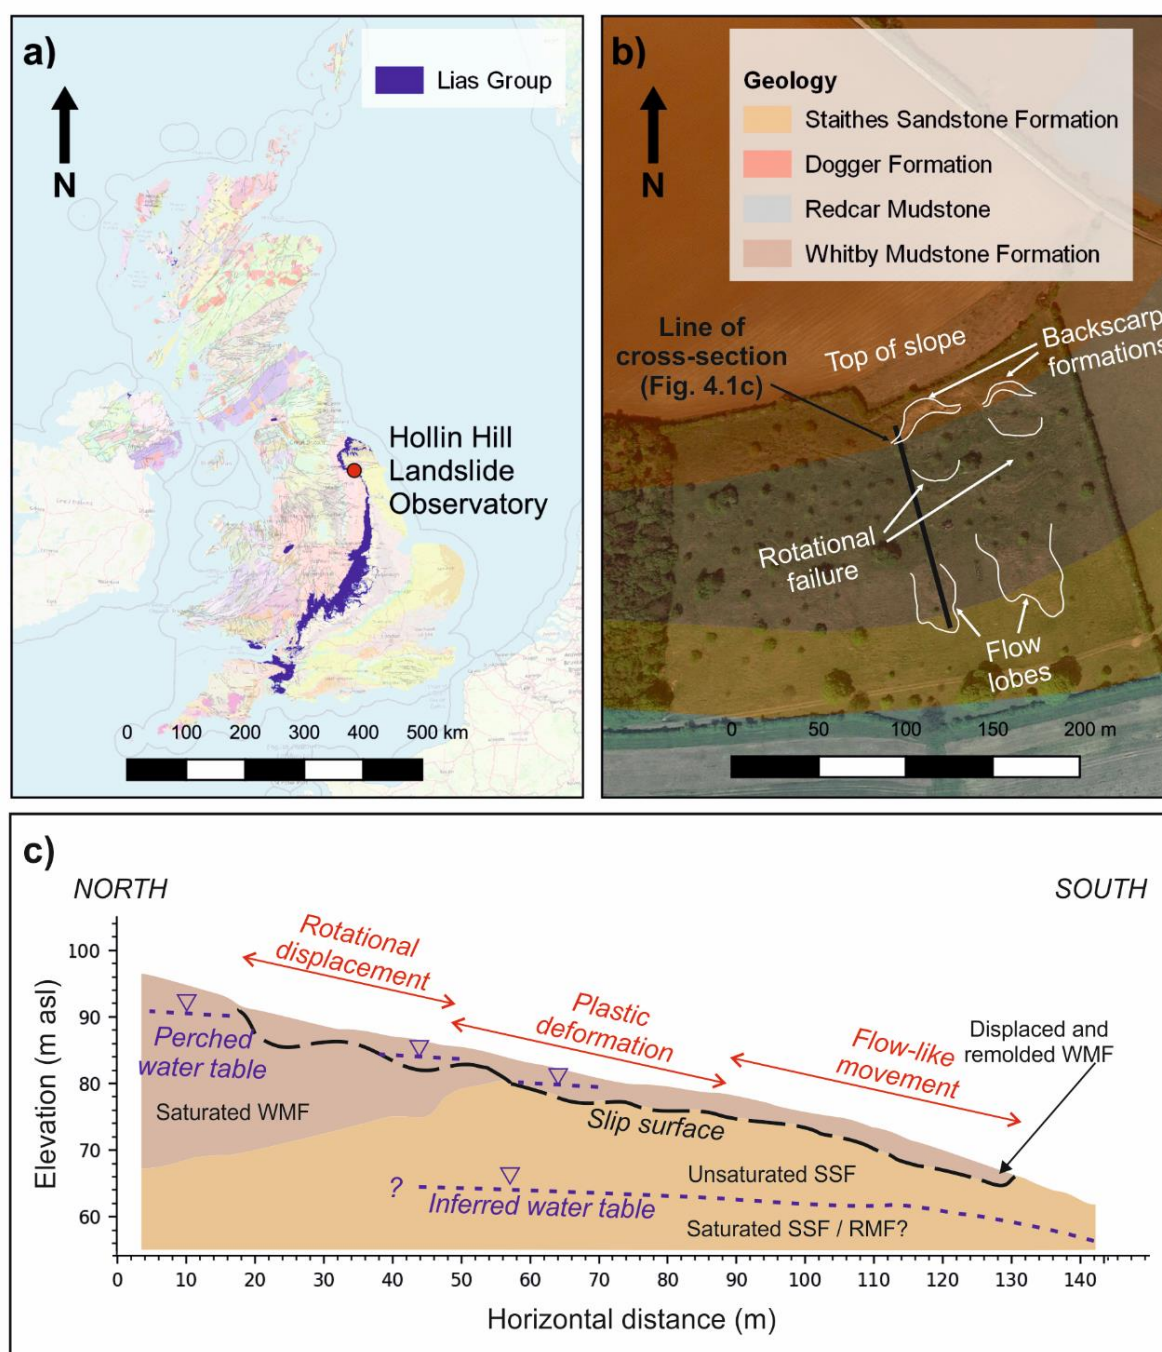 a)
Lias Group
N
Hollin Hill
Landslide
Observatory
0 100 200 300 400 500 km
b)
Geology
Staithes Sandstone Formation
Dogger Formation
Redcar Mudstone
Whitby Mudstone Formation
N
Line of
cross-section
(Fig. 4.1c)
Top of slope
Backscarp
formations
Rotational
failure
Flow
lobes
0 50 100 150 200 m
c)
NORTH
SOUTH
Rotational
displacement
Plastic
deformation
Flow-like
movement
Displaced and
remolded WMF
Perched
water table
Saturated WMF
Slip surface
Unsaturated SSF
?
Inferred water table
Saturated SSF / RMF?
Elevation (m asl)
100
90
80
70
60
0 10 20 30 40 50 60 70 80 90 100 110 120 130 140
Horizontal distance (m)